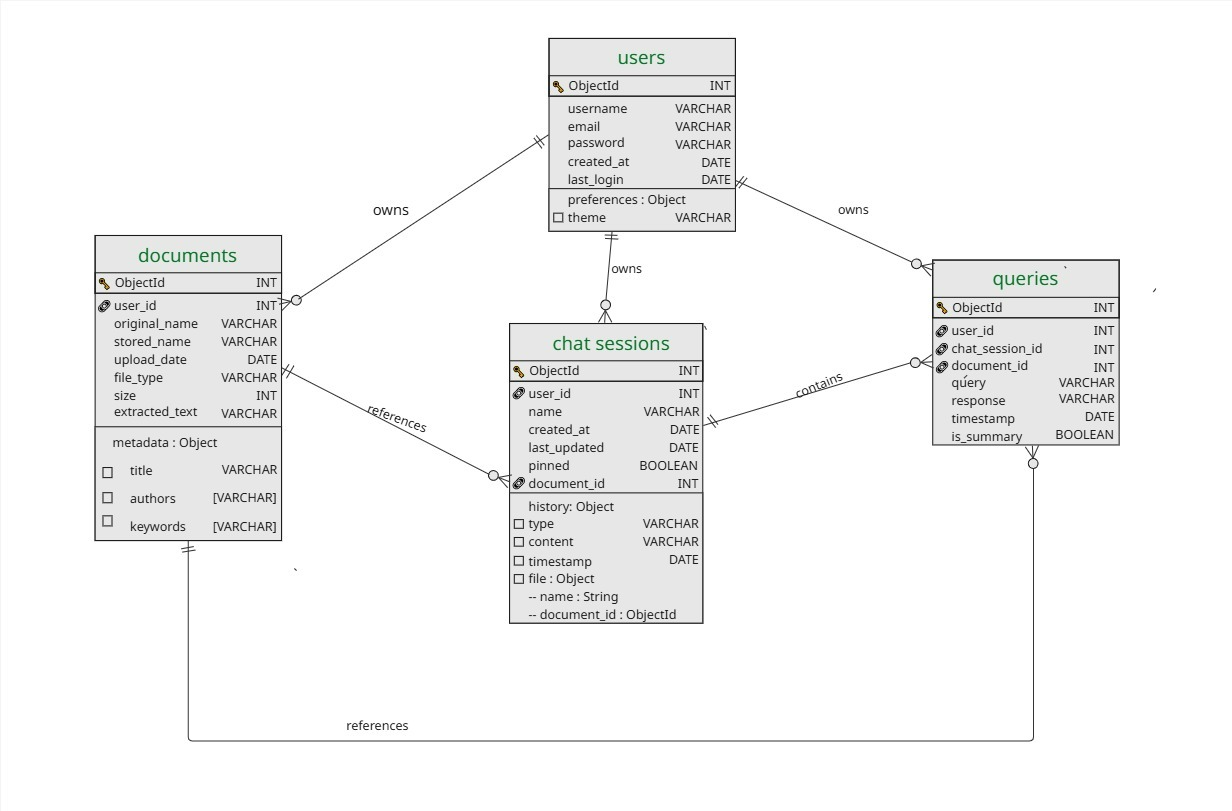 users
ObjectId INT
username VARCHAR
email VARCHAR
password VARCHAR
created_at DATE
last_login DATE
preferences : Object
theme VARCHAR
owns
owns
owns
documents
ObjectId INT
user_id INT
original_name VARCHAR
stored_name VARCHAR
upload_date DATE
file_type VARCHAR
size INT
extracted_text VARCHAR
metadata : Object
title VARCHAR
authors [VARCHAR]
keywords [VARCHAR]
references
chat sessions
ObjectId INT
user_id INT
name VARCHAR
created_at DATE
last_updated DATE
pinned BOOLEAN
document_id INT
history: Object
type VARCHAR
content VARCHAR
timestamp DATE
file : Object
-- name : String
-- document_id : ObjectId
contains
queries
ObjectId INT
user_id INT
chat_session_id INT
document_id INT
query VARCHAR
response VARCHAR
timestamp DATE
is_summary BOOLEAN
references